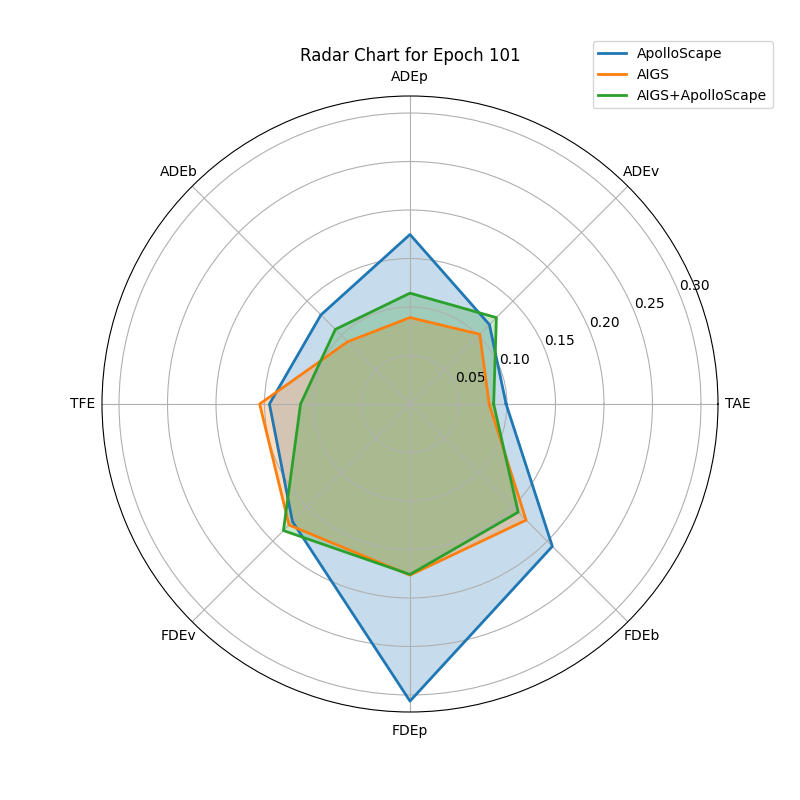 Radar Chart for Epoch 101
ApolloScape
AIGS
AIGS+ApolloScape
ADEp
ADEb
ADEv
0.30
0.25
0.20
0.15
0.10
0.05
TFE
TAE
FDEv
FDEb
FDEp